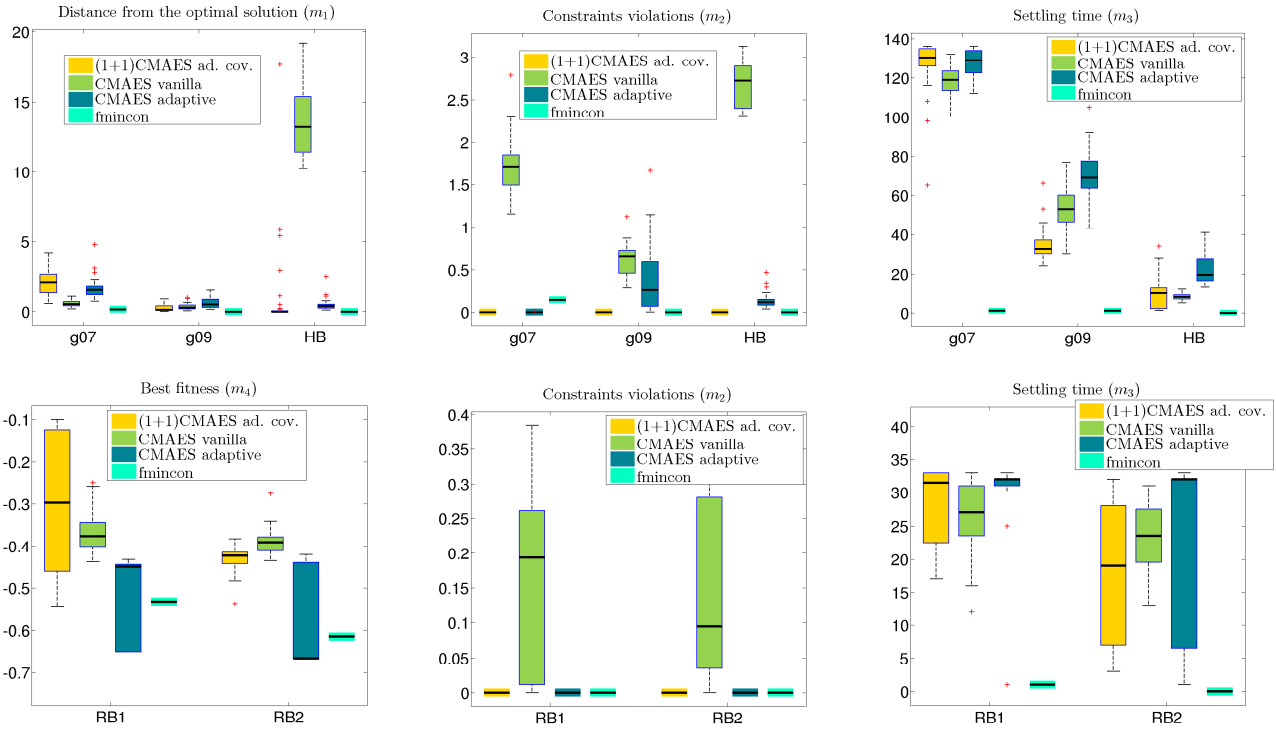 Distance from the optimal solution (m₁)
20
15
10
5
0
(1+1)CMAES ad. cov.
CMAES vanilla
CMAES adaptive
fmincon
g07 g09 HB
Constraints violations (m₂)
3
2.5
2
1.5
1
0.5
0
(1+1)CMAES ad. cov.
CMAES vanilla
CMAES adaptive
fmincon
g07 g09 HB
Settling time (m₃)
140
120
100
80
60
40
20
0
(1+1)CMAES ad. cov.
CMAES vanilla
CMAES adaptive
fmincon
g07 g09 HB
Best fitness (m₄)
-0.1
-0.2
-0.3
-0.4
-0.5
-0.6
-0.7
(1+1)CMAES ad. cov.
CMAES vanilla
CMAES adaptive
fmincon
RB1 RB2
Constraints violations (m₂)
0.4
0.35
0.3
0.25
0.2
0.15
0.1
0.05
0
(1+1)CMAES ad. cov.
CMAES vanilla
CMAES adaptive
fmincon
RB1 RB2
Settling time (m₃)
40
35
30
25
20
15
10
5
0
(1+1)CMAES ad. cov.
CMAES vanilla
CMAES adaptive
fmincon
RB1 RB2